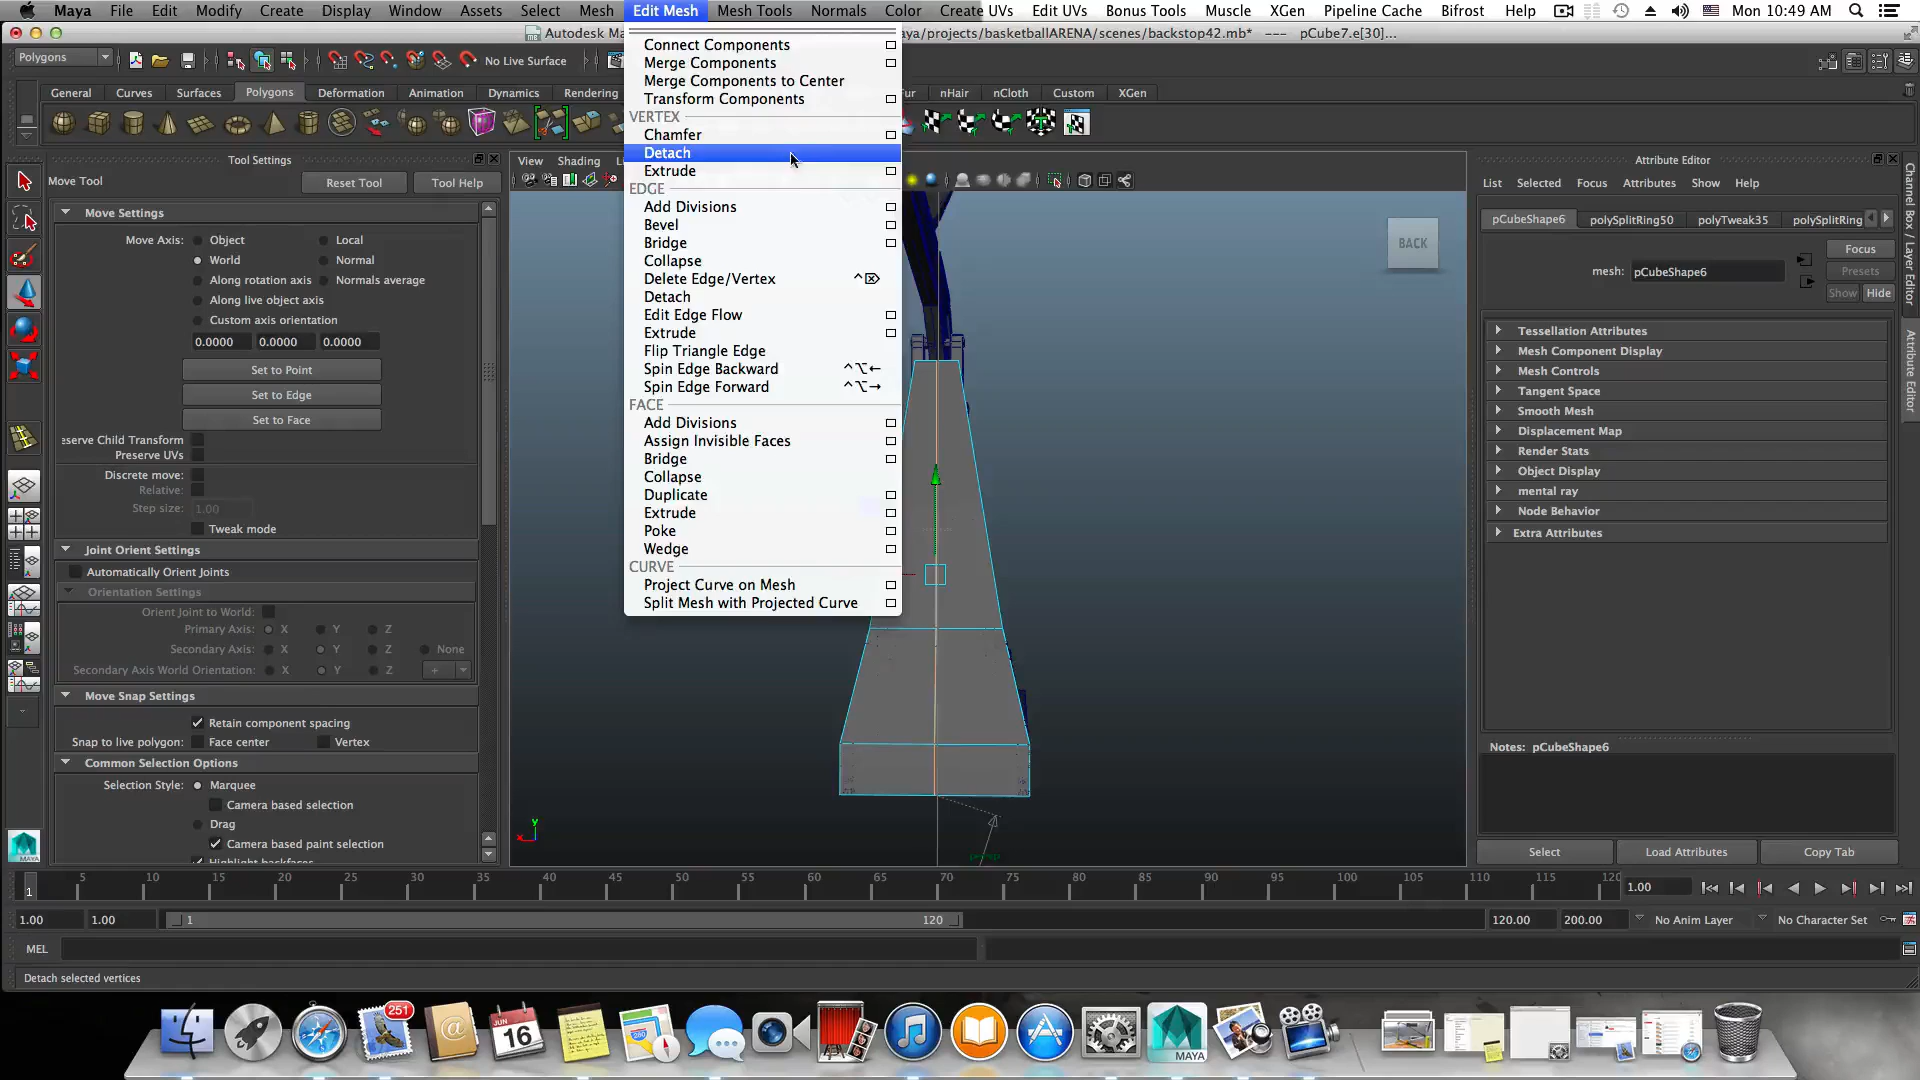 Maya File Edit Modify Create Display Window Assets Select Mesh Edit Mesh Mesh Tools Normals Color Create UVs Edit UVs Bonus Tools Muscle XGen Pipeline Cache Bifrost Help Mon 10:49 AM
Autodesk Ma
aya/projects/basketballARENA/scenes/backstop42.mb* --- pCube7.e[30]...
Polygons
No Live Surface
General Curves Surfaces Polygons Deformation Animation Dynamics Rendering
Fur nHair nCloth Custom XGen
Connect Components
Merge Components
Merge Components to Center
Transform Components
VERTEX
Chamfer
Detach
Extrude
EDGE
Add Divisions
Bevel
Bridge
Collapse
Delete Edge/Vertex ^⌦
Detach
Edit Edge Flow
Extrude
Flip Triangle Edge
Spin Edge Backward ^⌥←
Spin Edge Forward ^⌥→
FACE
Add Divisions
Assign Invisible Faces
Bridge
Collapse
Duplicate
Extrude
Poke
Wedge
CURVE
Project Curve on Mesh
Split Mesh with Projected Curve
Tool Settings
Move Tool Reset Tool Tool Help
Move Settings
Move Axis: Object Local
World Normal
Along rotation axis Normals average
Along live object axis
Custom axis orientation
0.0000 0.0000 0.0000
Set to Point
Set to Edge
Set to Face
eserve Child Transform
Preserve UVs
Discrete move:
Relative:
Step size: 1.00
Tweak mode
Joint Orient Settings
Automatically Orient Joints
Orientation Settings
Orient Joint to World:
Primary Axis: X Y Z
Secondary Axis: X Y Z None
Secondary Axis World Orientation: X Y Z +
Move Snap Settings
Retain component spacing
Snap to live polygon: Face center Vertex
Common Selection Options
Selection Style: Marquee
Camera based selection
Drag
Camera based paint selection
Highlight backfaces
View Shading
BACK
y
x
persp
Attribute Editor
List Selected Focus Attributes Show Help
pCubeShape6 polySplitRing50 polyTweak35 polySplitRing
Focus
mesh: pCubeShape6 Presets
Show Hide
Tessellation Attributes
Mesh Component Display
Mesh Controls
Tangent Space
Smooth Mesh
Displacement Map
Render Stats
Object Display
mental ray
Node Behavior
Extra Attributes
Notes: pCubeShape6
Select Load Attributes Copy Tab
Channel Box / Layer Editor
Attribute Editor
1 5 10 15 20 25 30 35 40 45 50 55 60 65 70 75 80 85 90 95 100 105 110 115 120 1.00
1.00 1.00 1 120 120.00 200.00 No Anim Layer No Character Set
MEL
Detach selected vertices
251
JUN
16
280
MAYA
MAYA